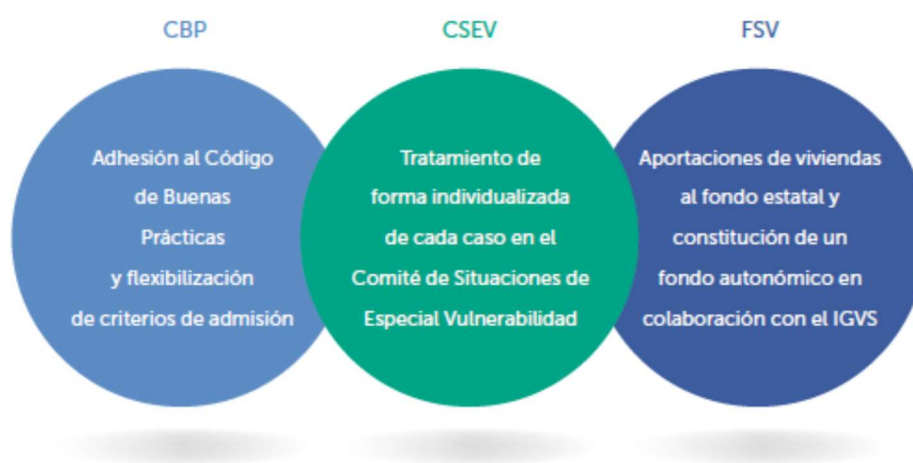 CBP
Adhesión al Código
de Buenas
Prácticas
y flexibilización
de criterios de admisión
CSEV
Tratamiento de
forma individualizada
de cada caso en el
Comité de Situaciones de
Especial Vulnerabilidad
FSV
Aportaciones de viviendas
al fondo estatal y
constitución de un
fondo autonómico en
colaboración con el IGVS